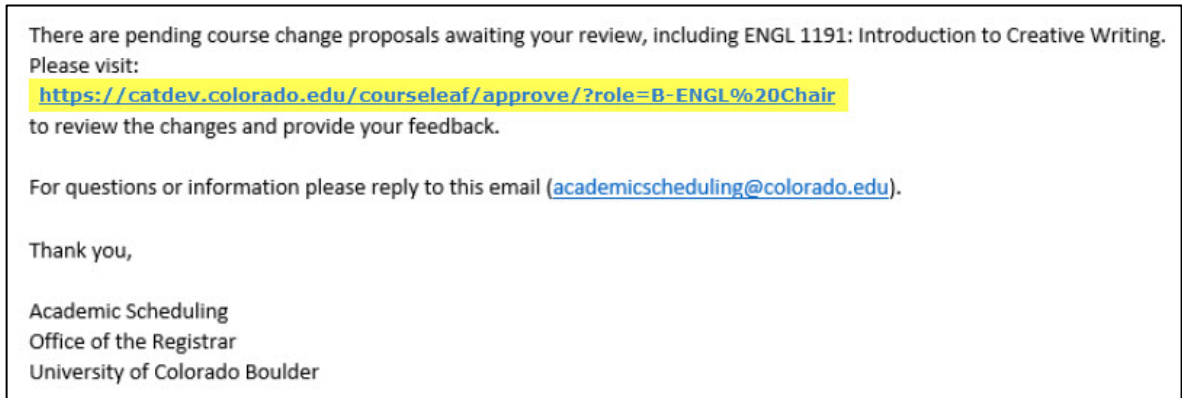 There are pending course change proposals awaiting your review, including ENGL 1191: Introduction to Creative Writing.
Please visit:
https://catdev.colorado.edu/courseleaf/approve/?role=B-ENGL%20Chair
to review the changes and provide your feedback.
For questions or information please reply to this email (academicscheduling@colorado.edu).
Thank you,
Academic Scheduling
Office of the Registrar
University of Colorado Boulder